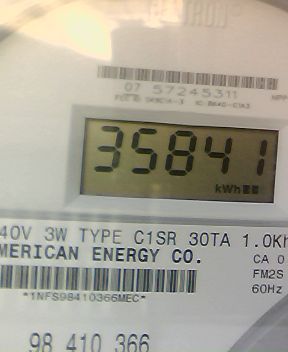 CENTRON
07 57245311
35841
kWh
40V 3W TYPE C1SR 30TA 1.0Kh
MERICAN ENERGY CO.
CA 0
FM2S
*1NFS98410366MEC*
60Hz
98 410 366